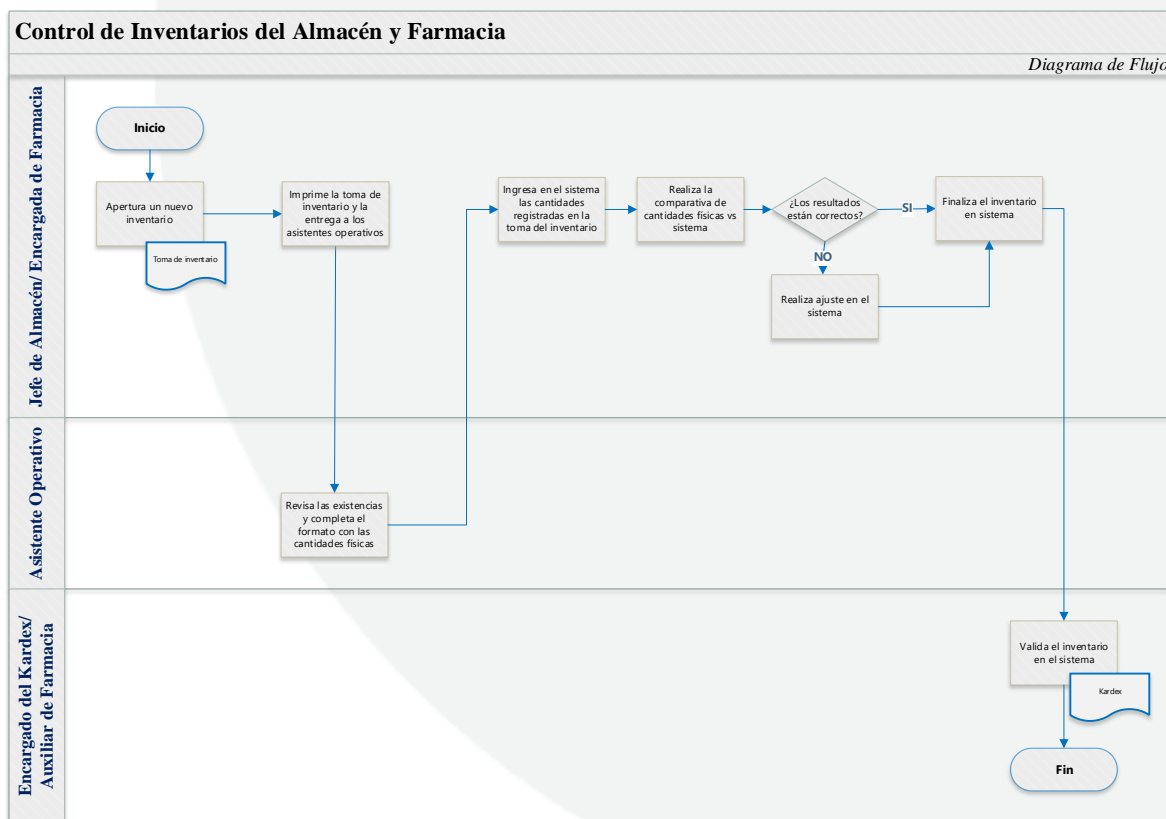 Control de Inventarios del Almacén y Farmacia
Diagrama de Flujo
Jefe de Almacén/ Encargada de Farmacia
Inicio
Apertura un nuevo
inventario
Toma de inventario
Imprime la toma de
inventario y la
entrega a los
asistentes operativos
Ingresa en el sistema
las cantidades
registradas en la
toma del inventario
Realiza la
comparativa de
cantidades físicas vs
sistema
¿Los resultados
están correctos?
SI
NO
Realiza ajuste en el
sistema
Finaliza el inventario
en sistema
Asistente Operativo
Revisa las existencias
y completa el
formato con las
cantidades físicas
Encargado del Kardex/
Auxiliar de Farmacia
Valida el inventario
en el sistema
Kardex
Fin